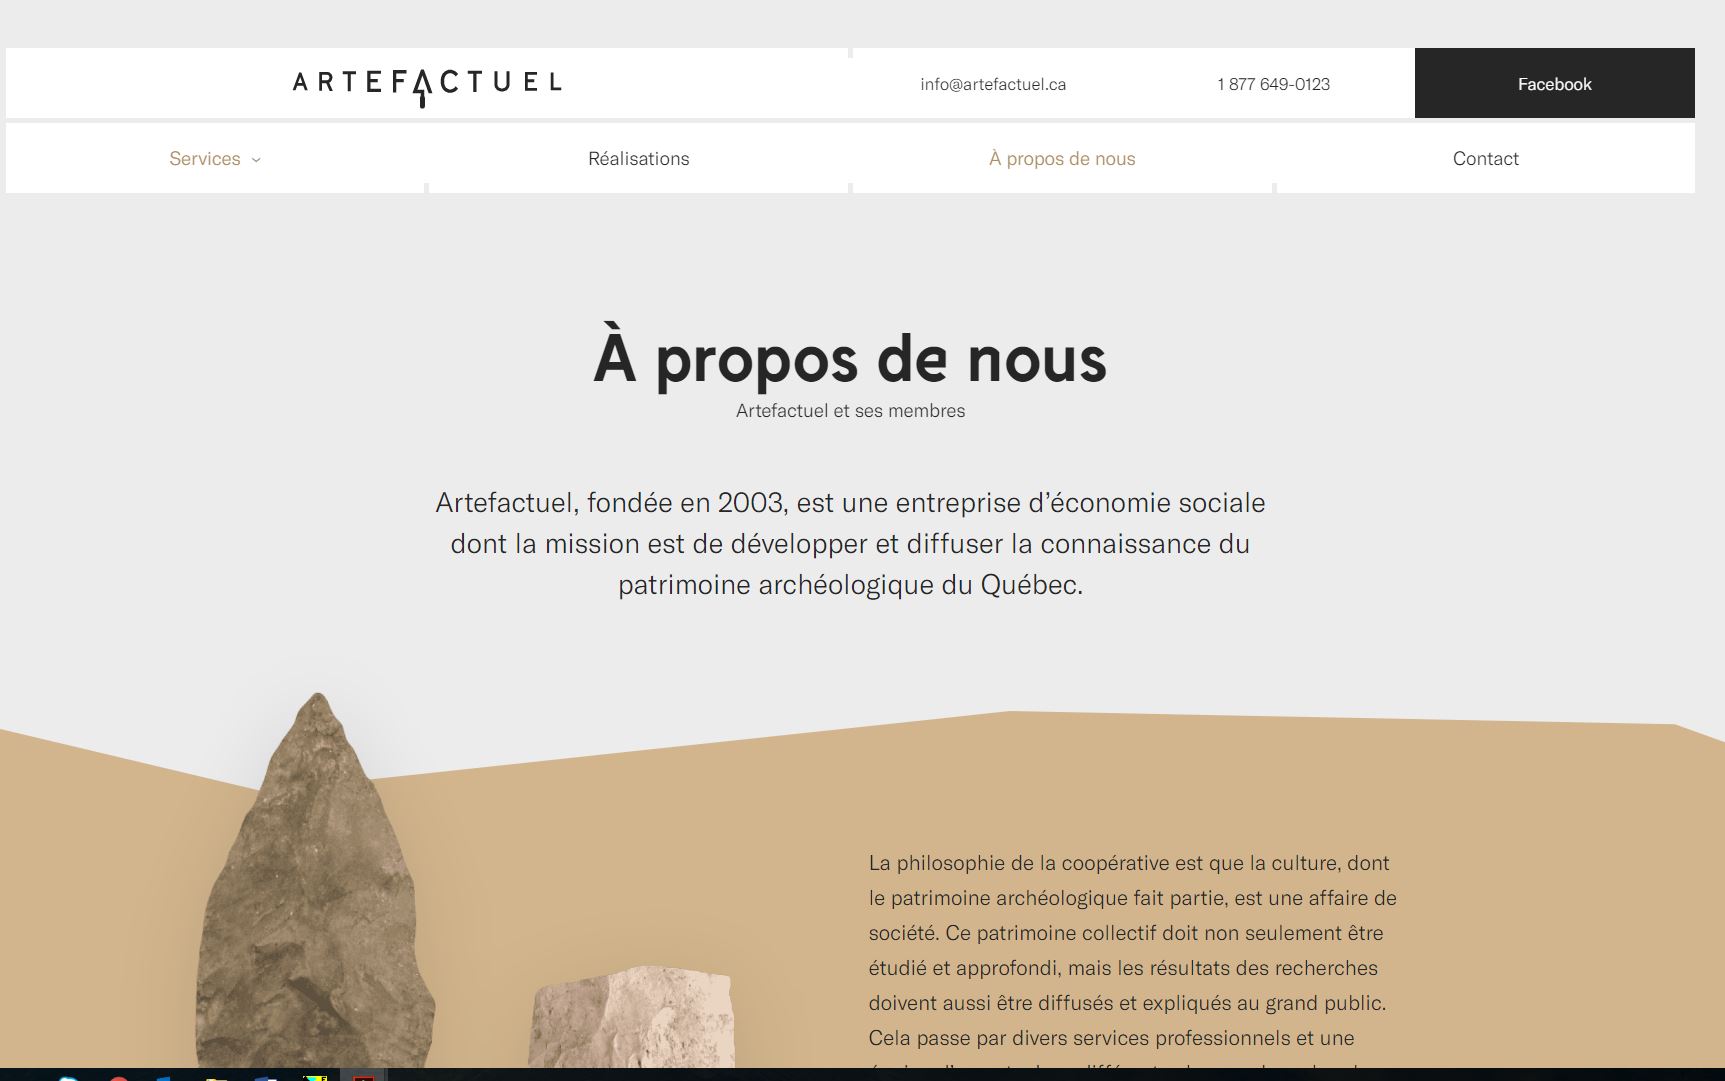 ARTEFACTUEL
info@artefactuel.ca
1 877 649-0123
Facebook
Services
Réalisations
À propos de nous
Contact
À propos de nous
Artefactuel et ses membres
Artefactuel, fondée en 2003, est une entreprise d’économie sociale
dont la mission est de développer et diffuser la connaissance du
patrimoine archéologique du Québec.
La philosophie de la coopérative est que la culture, dont
le patrimoine archéologique fait partie, est une affaire de
société. Ce patrimoine collectif doit non seulement être
étudié et approfondi, mais les résultats des recherches
doivent aussi être diffusés et expliqués au grand public.
Cela passe par divers services professionnels et une